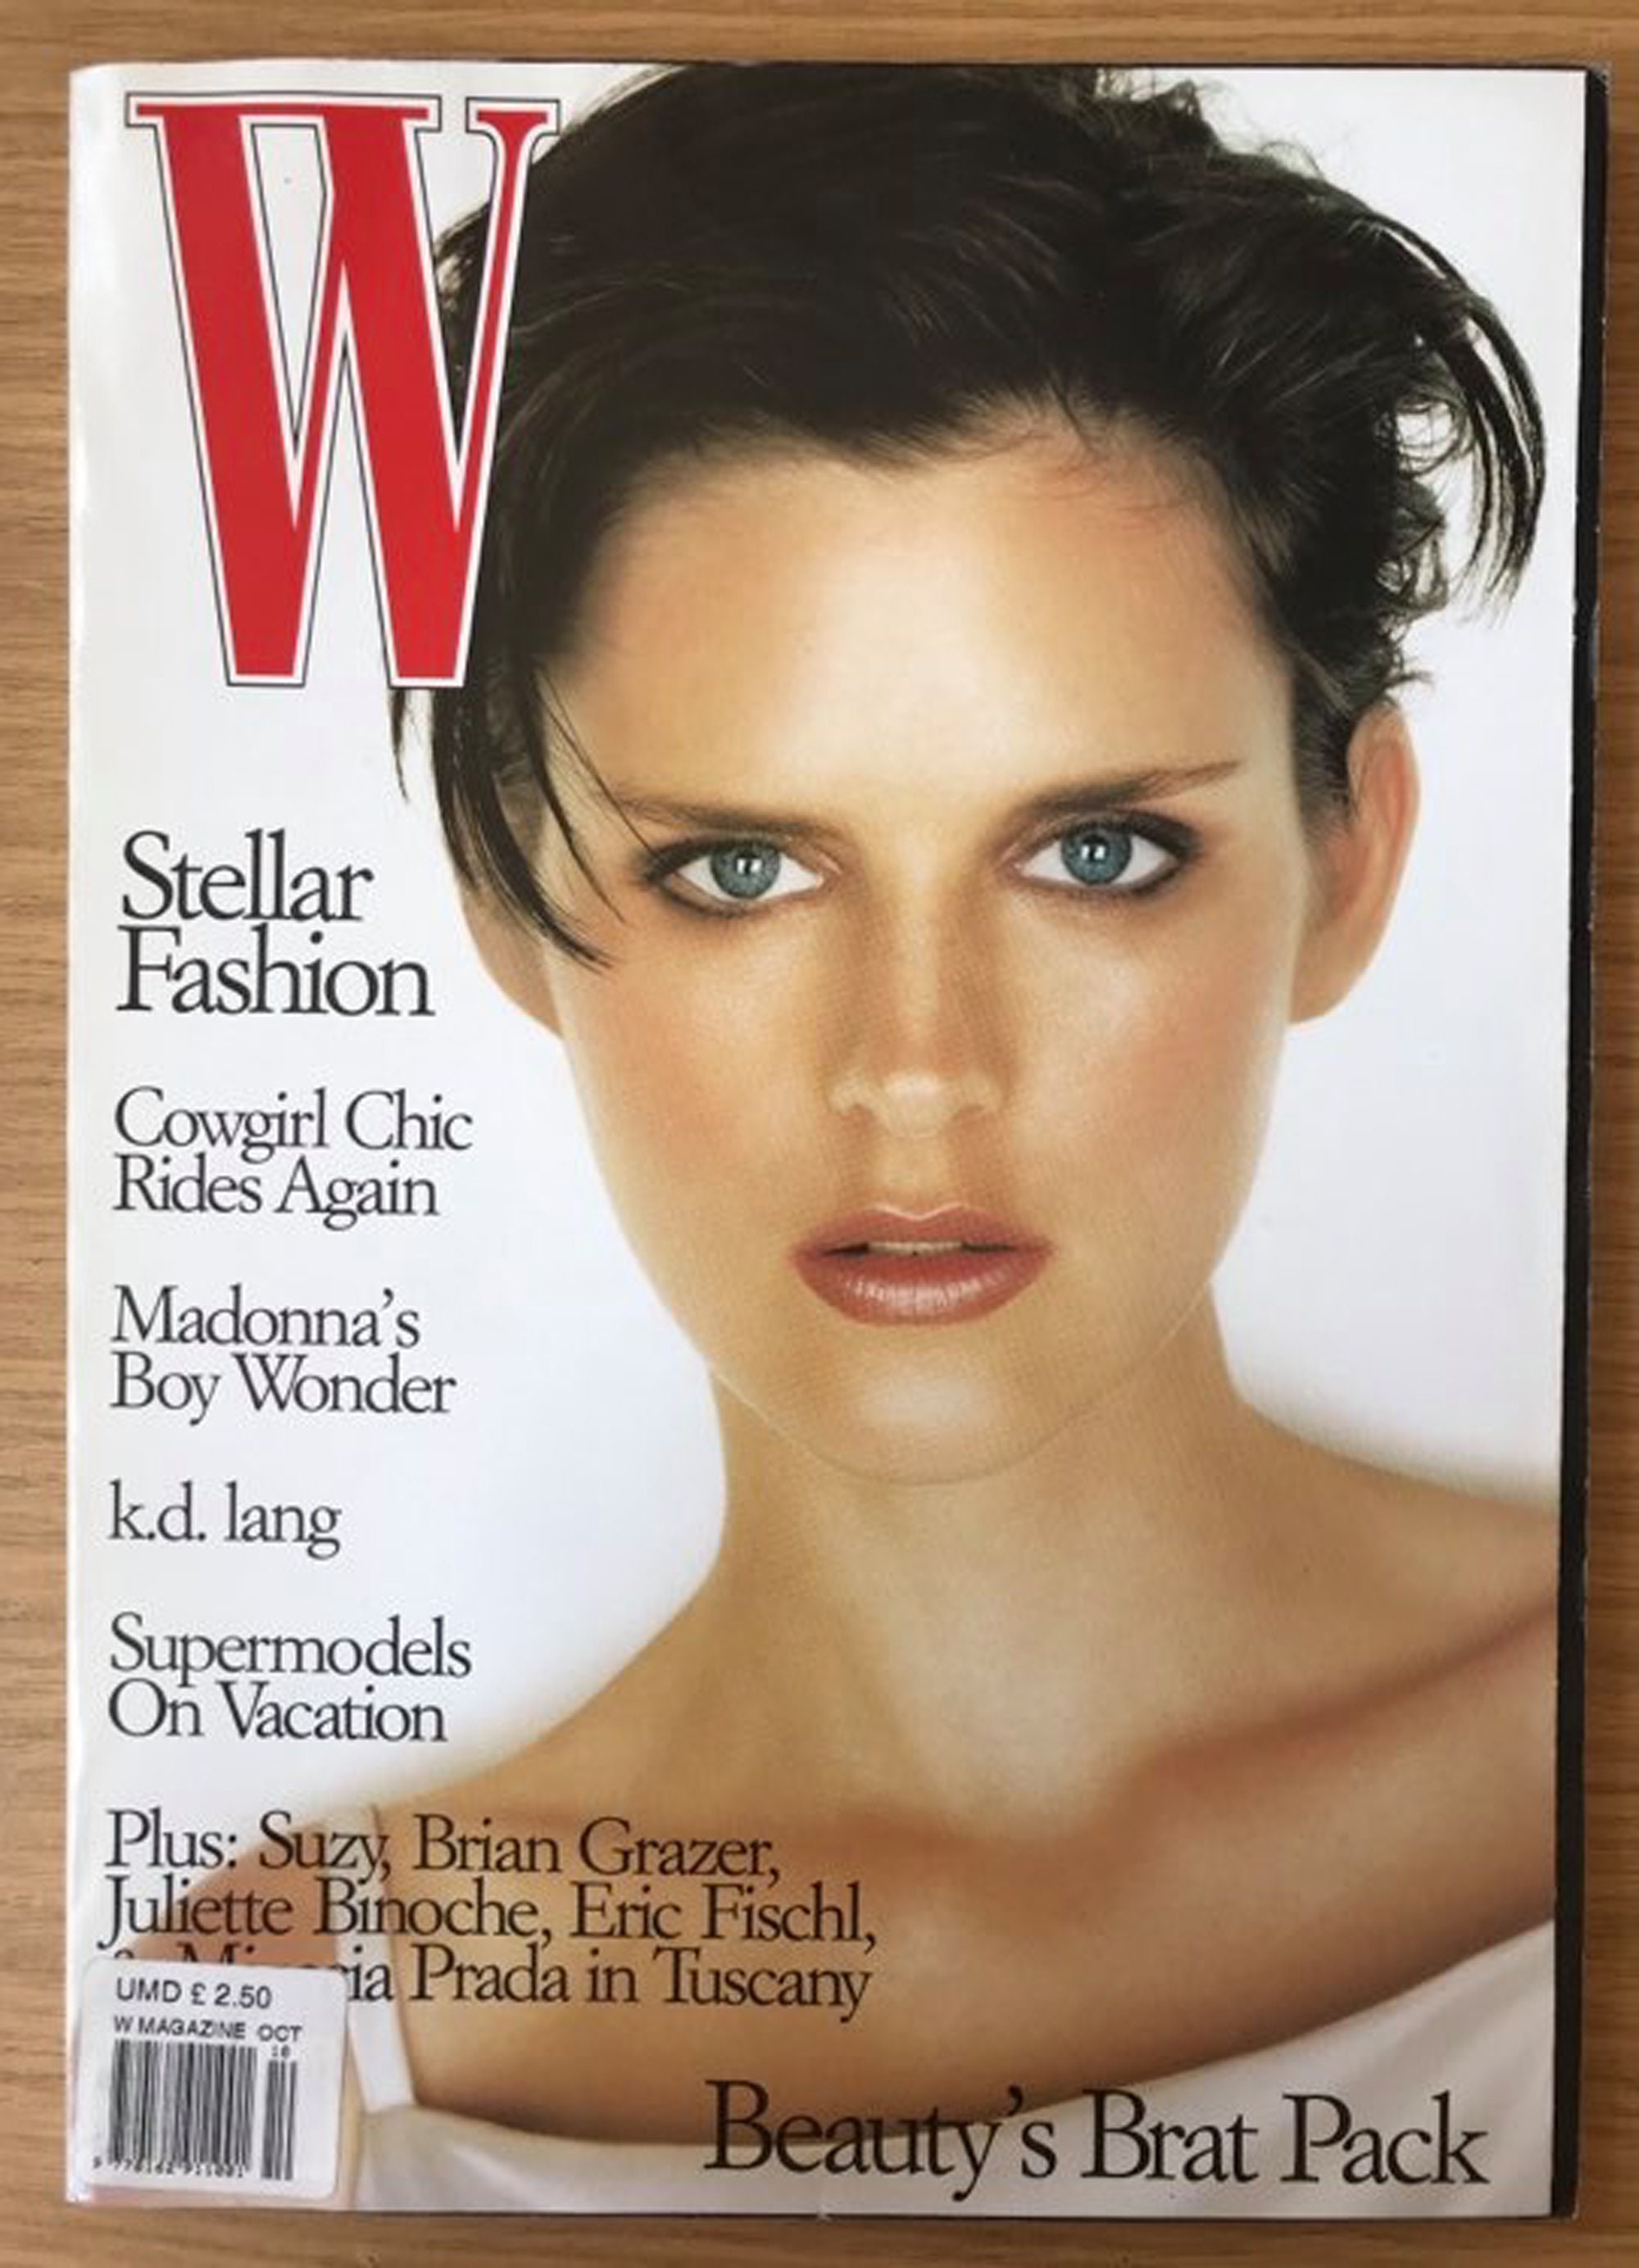 W
Stellar
Fashion
Cowgirl Chic
Rides Again
Madonna's
Boy Wonder
k.d. lang
Supermodels
On Vacation
Plus: Suzy, Brian Grazer,
Juliette Binoche, Eric Fischl,
Prada in Tuscany
UMD £ 2.50
W MAGAZINE OCT
10
Beauty's Brat Pack